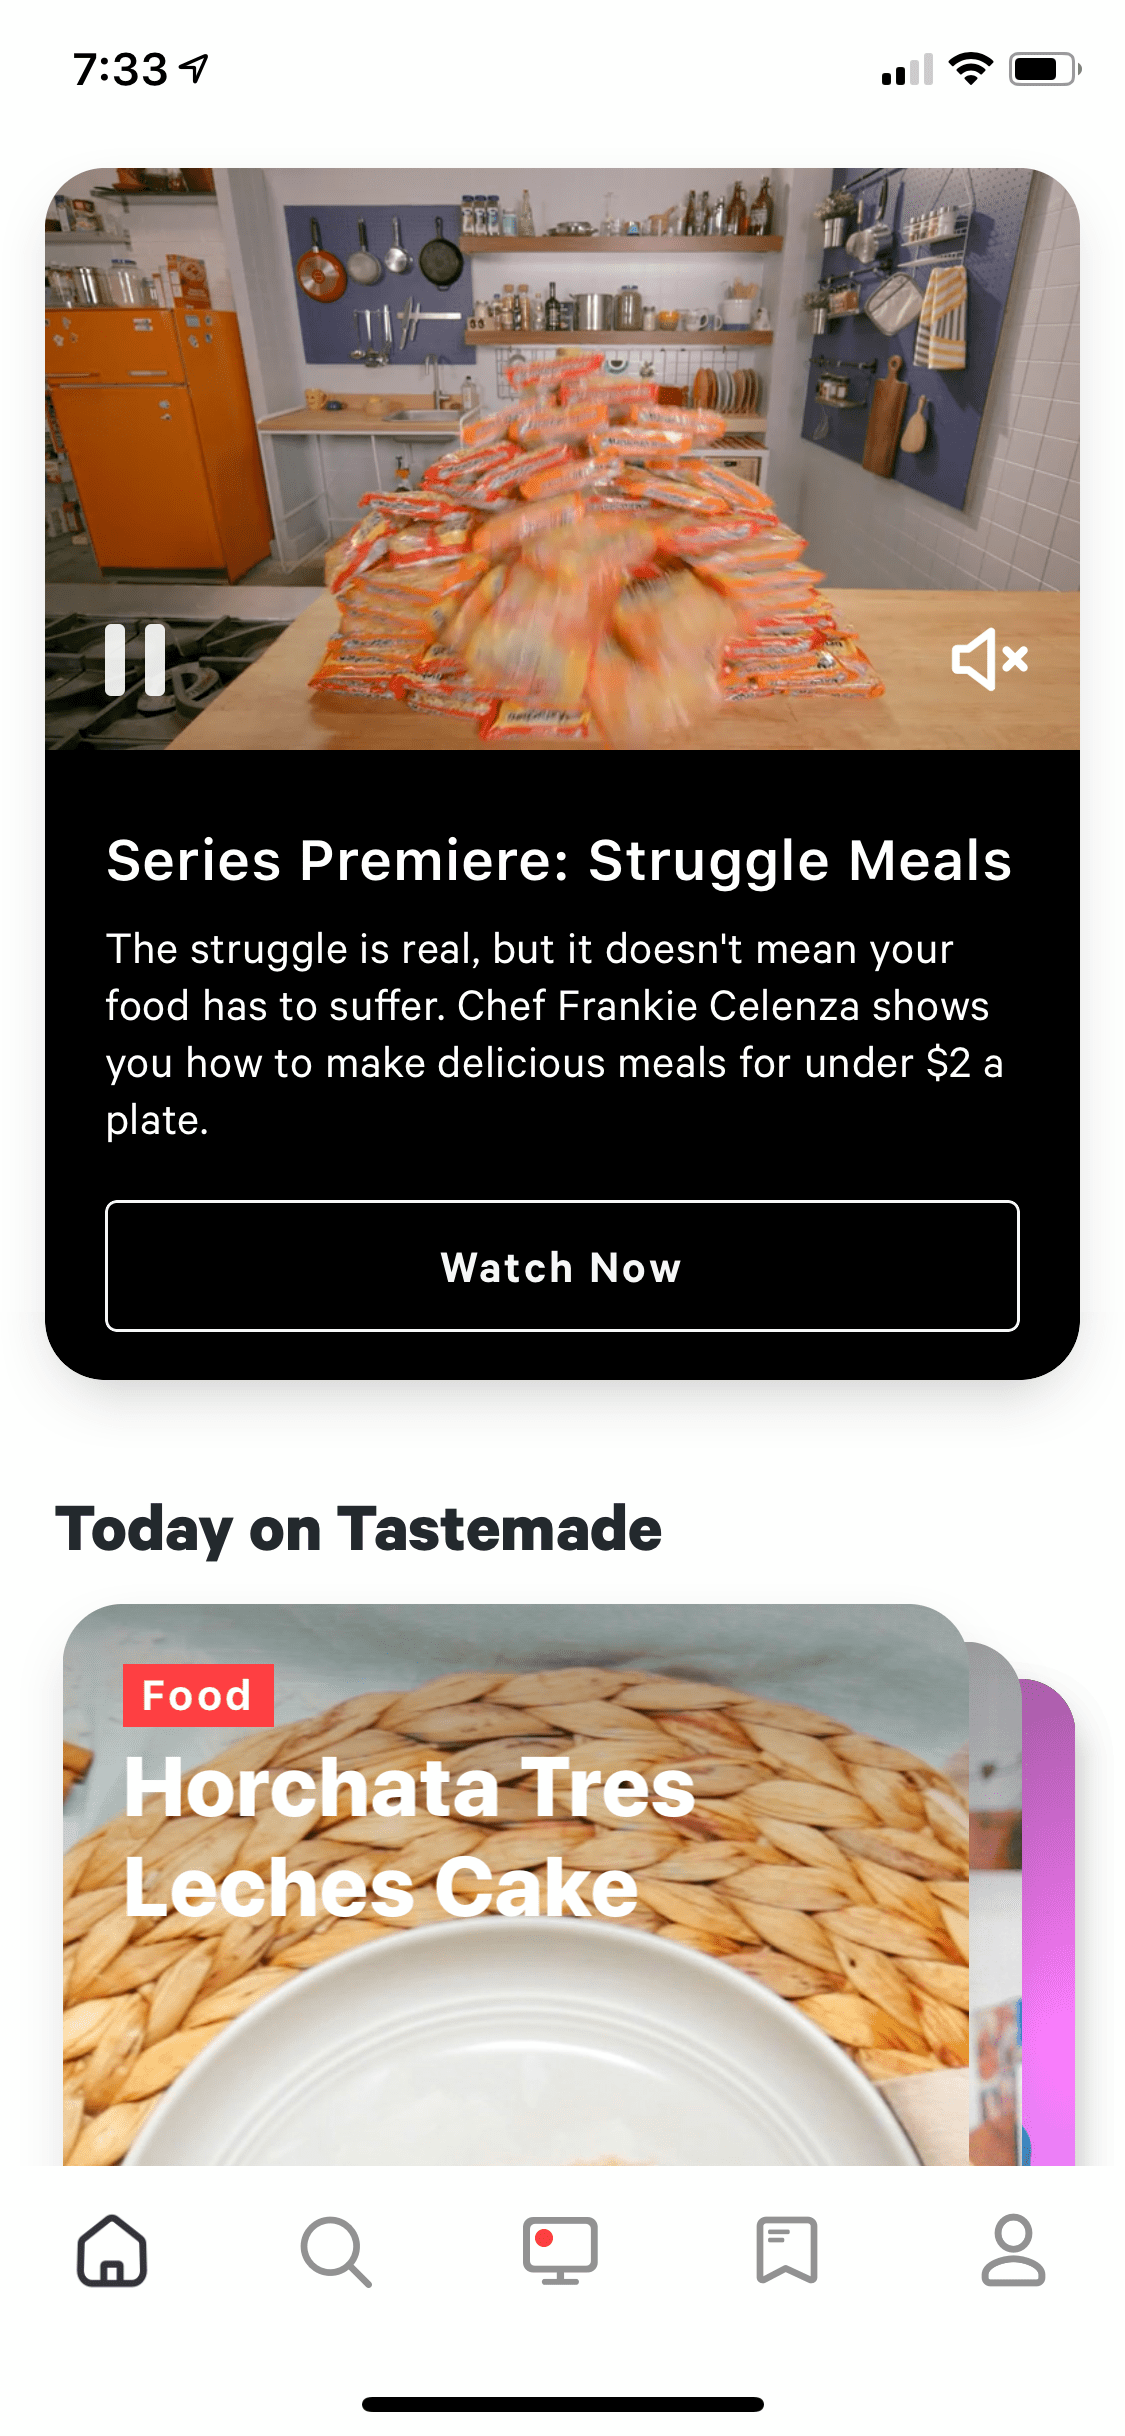 7:33
Series Premiere: Struggle Meals
The struggle is real, but it doesn't mean your
food has to suffer. Chef Frankie Celenza shows
you how to make delicious meals for under $2 a
plate.
Watch Now
Today on Tastemade
Food
Horchata Tres
Leches Cake